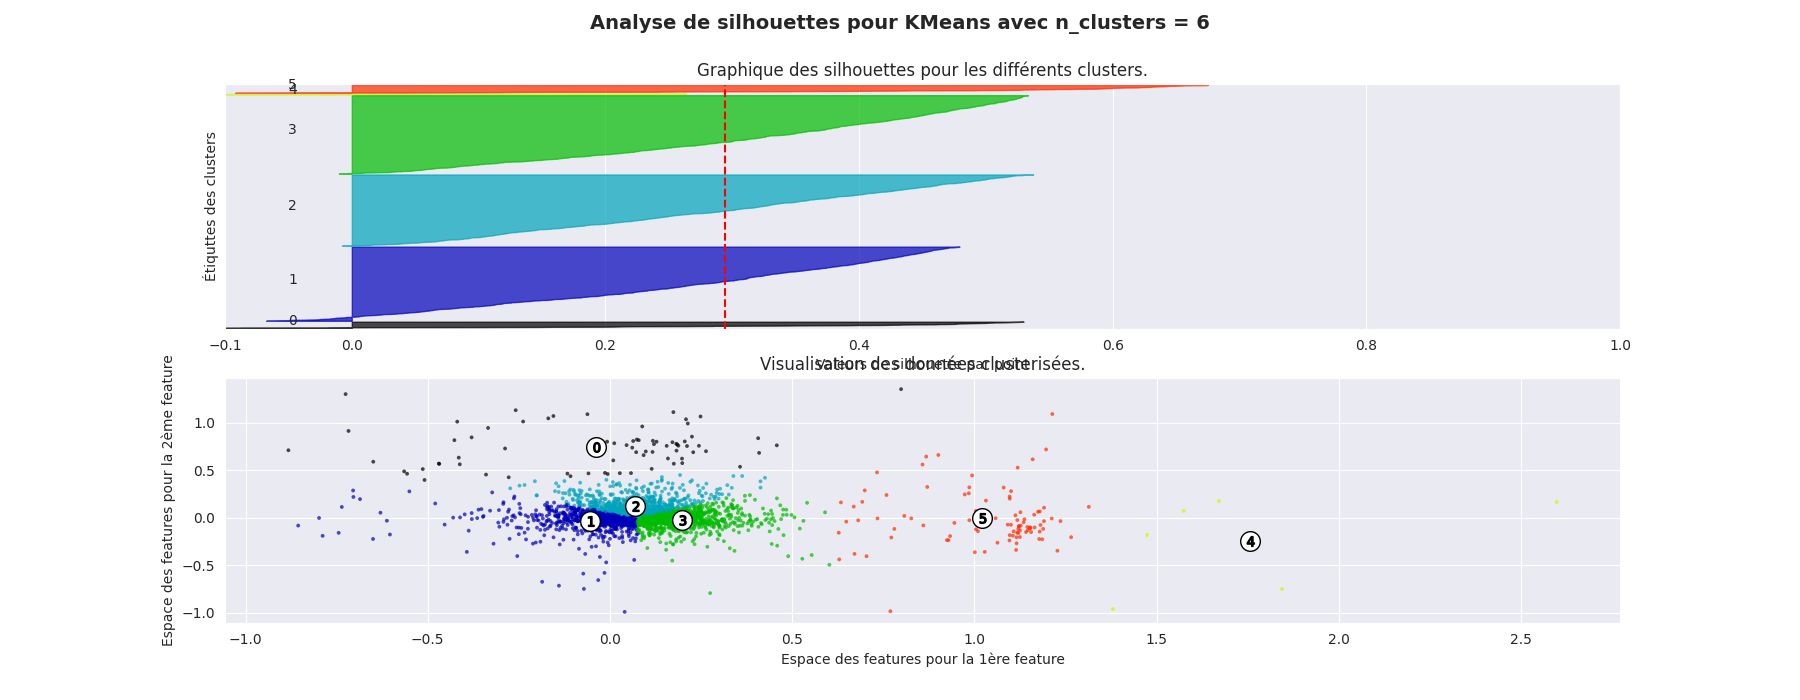 Analyse de silhouettes pour KMeans avec n_clusters = 6
Graphique des silhouettes pour les différents clusters.
Étiquttes des clusters
5
4
3
2
1
0
−0.1 0.0 0.2 0.4 0.6 0.8 1.0
Visualisation des données clusterisées.
Espace des features pour la 2ème feature
1.0
0.5
0.0
−0.5
−1.0
0
2
1
3
5
4
−1.0 −0.5 0.0 0.5 1.0 1.5 2.0 2.5
Espace des features pour la 1ère feature